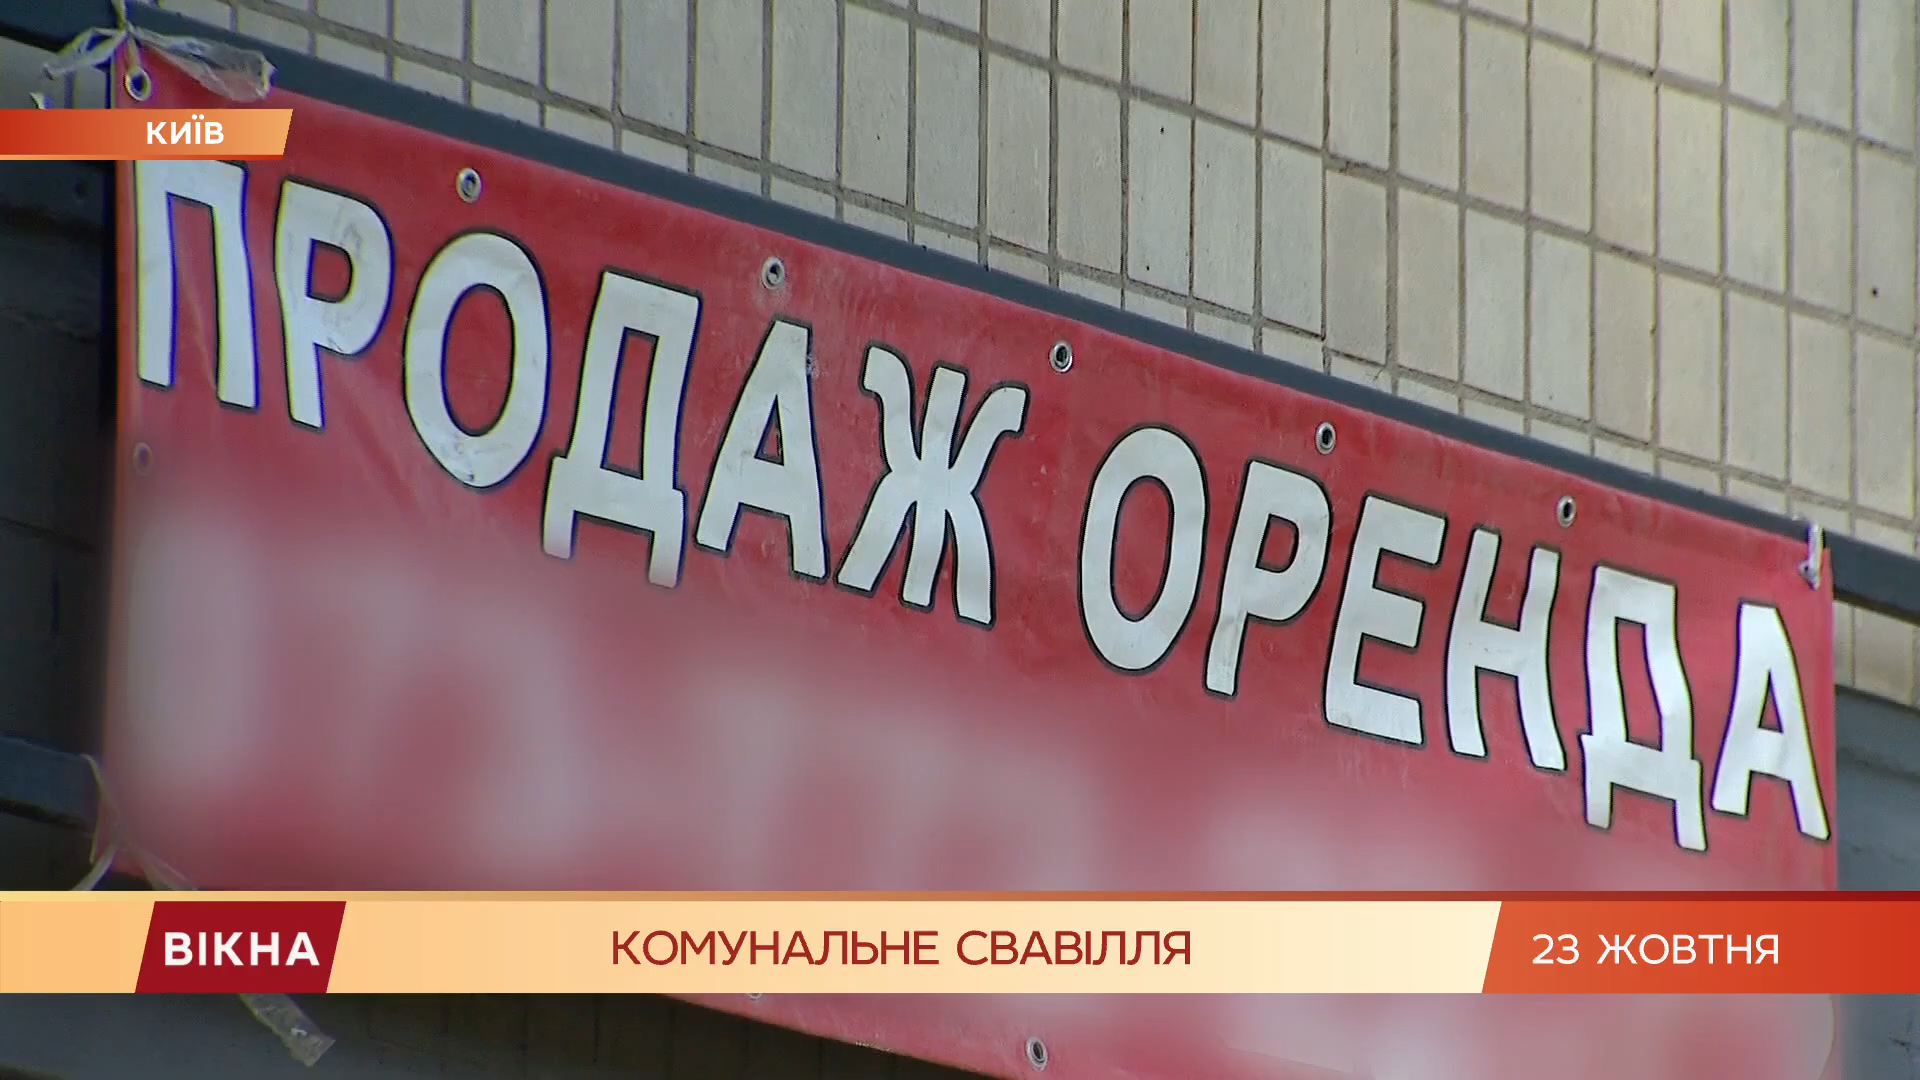 КИЇВ
ПРОДАЖ ОРЕНДА
ВІКНА
КОМУНАЛЬНЕ СВАВІЛЛЯ
23 ЖОВТНЯ